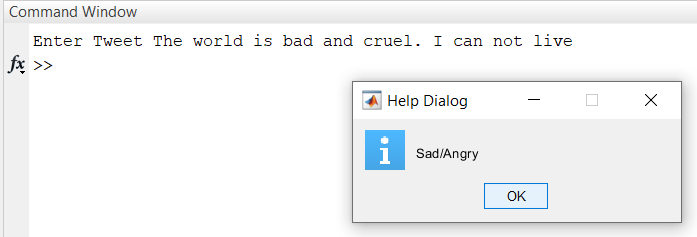 Command Window
Enter Tweet The world is bad and cruel. I can not live
fx >>
Help Dialog
i
Sad/Angry
OK